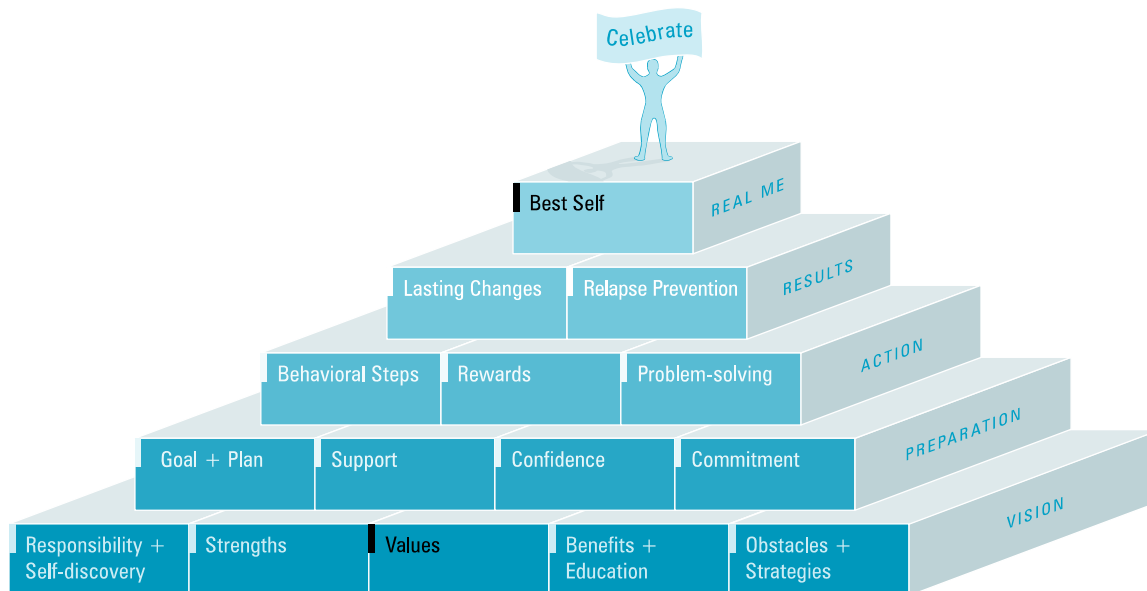 Celebrate
Best Self
REAL ME
Lasting Changes
Relapse Prevention
RESULTS
Behavioral Steps
Rewards
Problem-solving
ACTION
Goal + Plan
Support
Confidence
Commitment
PREPARATION
Responsibility +
Self-discovery
Strengths
Values
Benefits +
Education
Obstacles +
Strategies
VISION